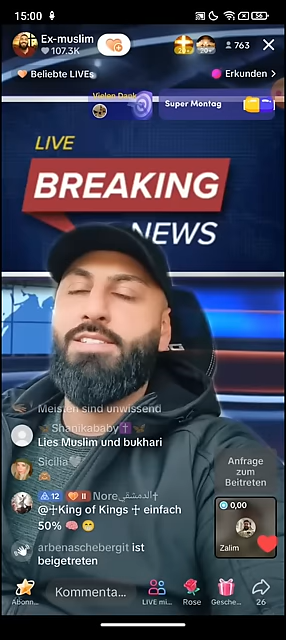 15:00
56
Ex-muslim
107.3K
763
Beliebte LIVEs
Erkunden
Vielen Dank
Super Montag
LIVE
BREAKING
NEWS
Meisten sind unwissend
Shanikababy
Lies Muslim und bukhari
Sicilia
12 II Noreالدمشقي
@☥King of Kings ☥ einfach
50% 🧠😁
arbenaschebergit ist
beigetreten
Anfrage
zum
Beitreten
0,00
Zalim
Abonn...
Kommenta...
LIVE mi...
Rose
Gesche...
26